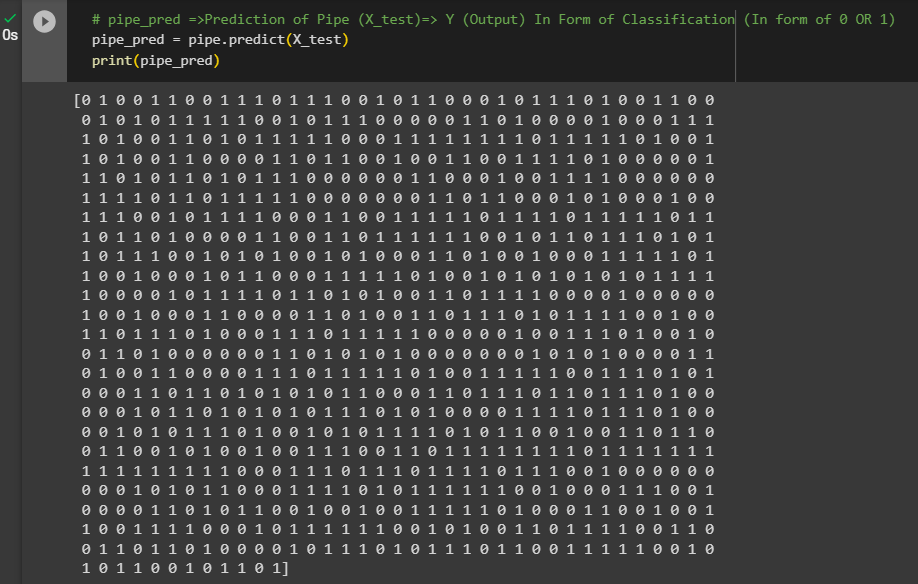 # pipe_pred =>Prediction of Pipe (X_test)=> Y (Output) In Form of Classification (In form of 0 OR 1)
0s
pipe_pred = pipe.predict(X_test)
print(pipe_pred)
[0 1 0 0 1 1 0 0 1 1 1 0 1 1 1 0 0 1 0 1 1 0 0 0 1 0 1 1 1 0 1 0 0 1 1 0 0
0 1 0 1 0 1 1 1 1 1 0 0 1 0 1 1 1 0 0 0 0 0 1 1 0 1 0 0 0 0 1 0 0 0 1 1 1
1 0 1 0 0 1 1 0 1 0 1 1 1 1 1 0 0 0 1 1 1 1 1 1 1 1 0 1 1 1 1 1 0 1 0 0 1
1 0 1 0 0 1 1 0 0 0 0 1 1 0 1 1 0 0 1 0 0 1 1 0 0 1 1 1 1 0 1 0 0 0 0 0 1
1 1 0 1 0 1 1 0 1 0 1 1 1 0 0 0 0 0 0 1 1 0 0 0 1 0 0 1 1 1 1 0 0 0 0 0 0
1 1 1 1 0 1 1 0 1 1 1 1 1 0 0 0 0 0 0 0 1 1 0 1 1 0 0 0 1 0 1 0 0 0 1 0 0
1 1 1 0 0 1 0 1 1 1 1 0 0 0 1 1 0 0 1 1 1 1 1 0 1 1 1 1 0 1 1 1 1 1 0 1 1
1 0 1 1 0 1 0 0 0 0 1 1 0 0 1 1 0 1 1 1 1 1 1 0 0 1 0 1 1 0 1 1 1 0 1 0 1
1 0 1 1 1 0 0 1 0 1 0 1 0 0 1 0 1 0 0 0 1 1 0 1 0 0 1 0 0 0 1 1 1 1 1 0 1
1 0 0 1 0 0 0 1 0 1 1 0 0 0 1 1 1 1 1 0 1 0 0 1 0 1 0 1 0 1 0 1 0 1 1 1 1
1 0 0 0 0 1 0 1 1 1 1 0 1 1 0 1 0 1 0 0 1 1 0 1 1 1 1 0 0 0 0 1 0 0 0 0 0
1 0 0 1 0 0 0 1 1 0 0 0 0 1 1 0 1 0 0 1 1 0 1 1 1 0 1 0 1 1 1 1 0 0 1 0 0
1 1 0 1 1 1 0 1 0 0 0 1 1 1 0 1 1 1 1 1 0 0 0 0 0 1 0 0 1 1 1 0 1 0 0 1 0
0 1 1 0 1 0 0 0 0 0 0 1 1 0 1 0 1 0 1 0 0 0 0 0 0 0 1 0 1 0 1 0 0 0 0 1 1
0 1 0 0 1 1 0 0 0 0 1 1 1 0 1 1 1 1 1 0 1 0 0 1 1 1 1 1 0 0 1 1 1 0 1 0 1
0 0 0 1 1 0 1 1 0 1 0 1 0 1 0 1 1 0 0 0 1 1 0 1 1 1 0 1 1 0 1 1 1 0 1 0 0
0 0 0 1 0 1 1 0 1 0 1 0 1 0 1 1 1 0 1 0 1 0 0 0 0 1 1 1 1 0 1 1 1 0 1 0 0
0 0 1 0 1 0 1 1 1 0 1 0 0 1 0 1 0 1 1 1 1 0 1 0 1 1 0 0 1 0 0 1 1 0 1 1 0
0 1 1 0 0 1 0 0 1 0 0 1 1 1 0 0 1 1 0 1 1 1 1 1 1 1 1 0 1 1 1 1 1 1 1 1 1
1 1 1 1 1 1 1 1 1 0 0 0 1 1 1 0 1 1 1 0 1 1 1 1 0 1 1 1 0 0 1 0 0 0 0 0 0
0 0 0 1 0 1 0 1 1 0 0 0 1 1 1 1 0 1 0 1 1 1 1 1 1 0 0 1 0 0 0 1 1 1 0 0 1
0 0 0 0 1 1 0 1 0 1 1 0 0 1 0 0 1 0 0 1 1 1 1 1 0 1 0 0 0 1 1 0 0 1 0 0 1
1 0 0 1 1 1 1 0 0 0 1 0 1 1 1 1 1 1 0 0 1 0 1 0 0 1 1 0 1 1 1 1 0 0 1 1 0
0 1 1 0 1 1 0 1 0 0 0 0 1 0 1 1 1 0 1 0 1 1 1 0 1 1 0 0 1 1 1 1 1 0 0 1 0
1 0 1 1 0 0 1 0 1 1 0 1]